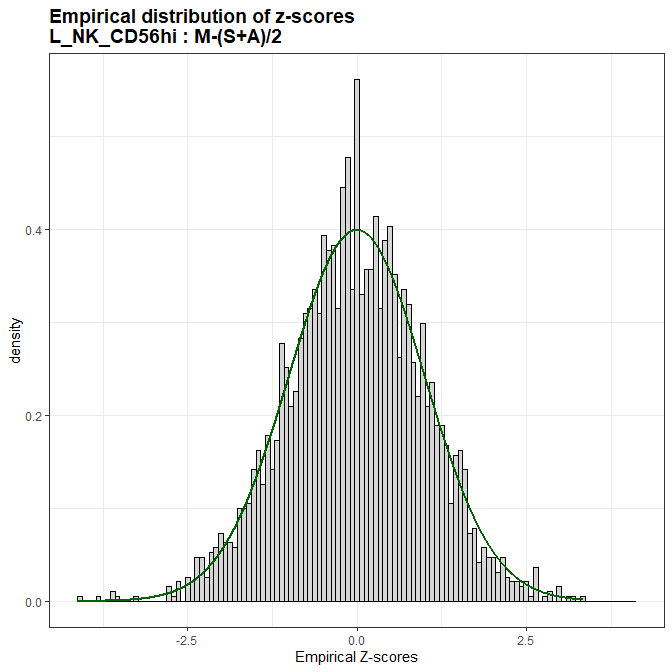 Empirical distribution of z-scores
L_NK_CD56hi : M-(S+A)/2
density
0.4
0.2
0.0
-2.5
0.0
2.5
Empirical Z-scores